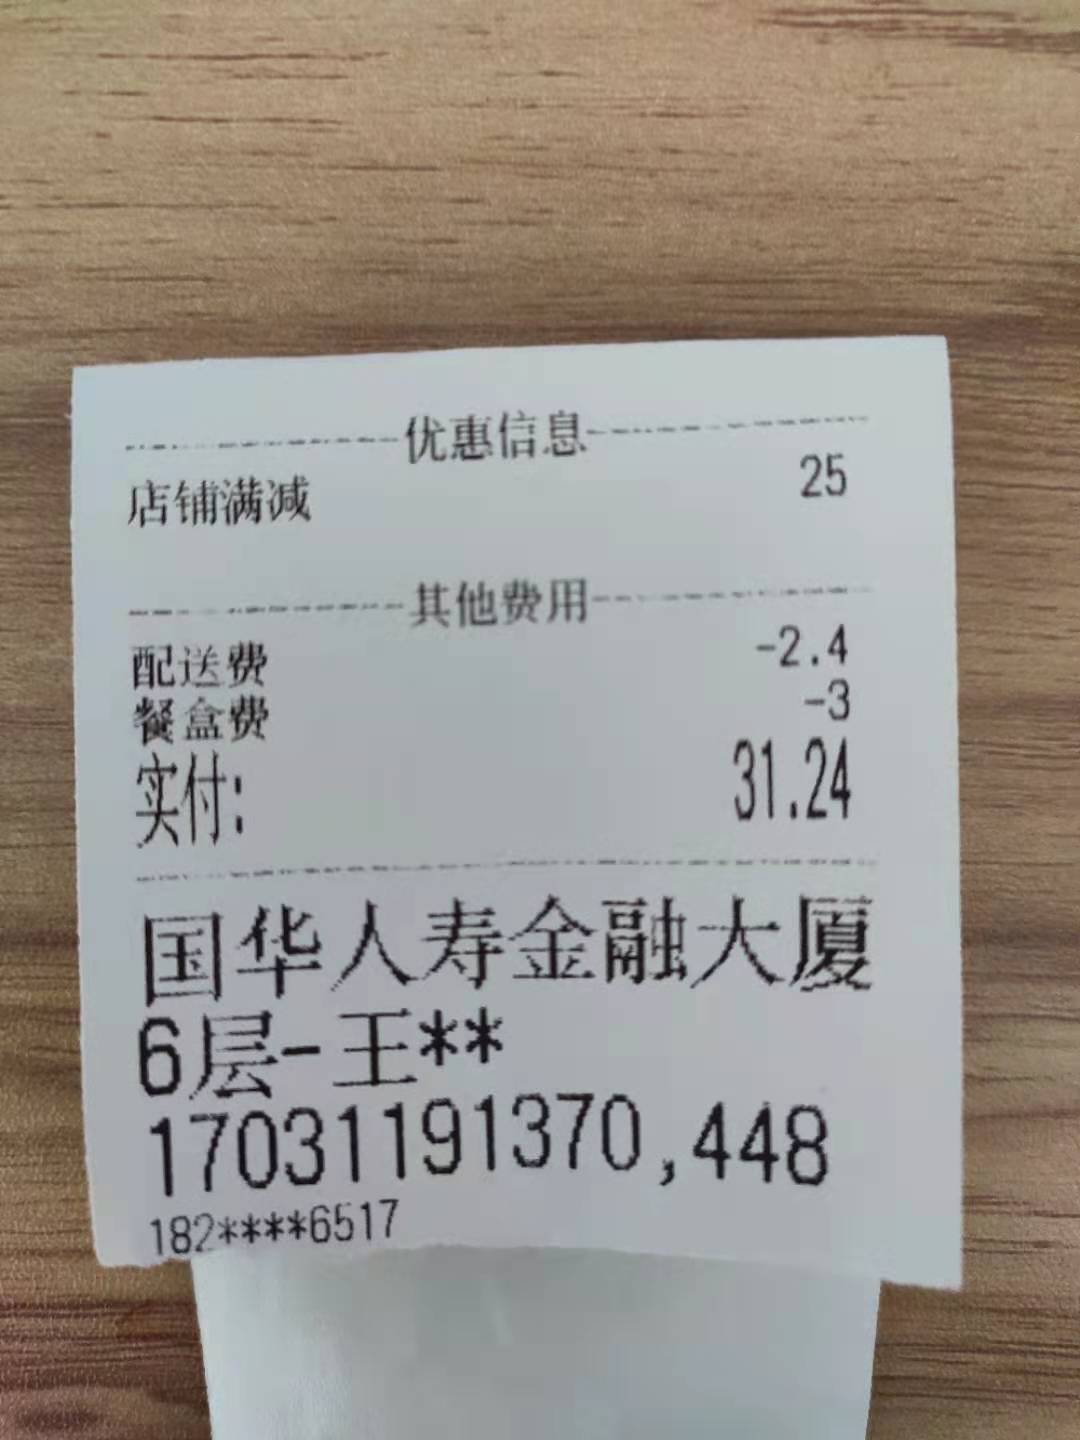 优惠信息
店铺满减 25
其他费用
配送费 -2.4
餐盒费 -3
实付: 31.24
国华人寿金融大厦
6层-王**
17031191370,448
182****6517